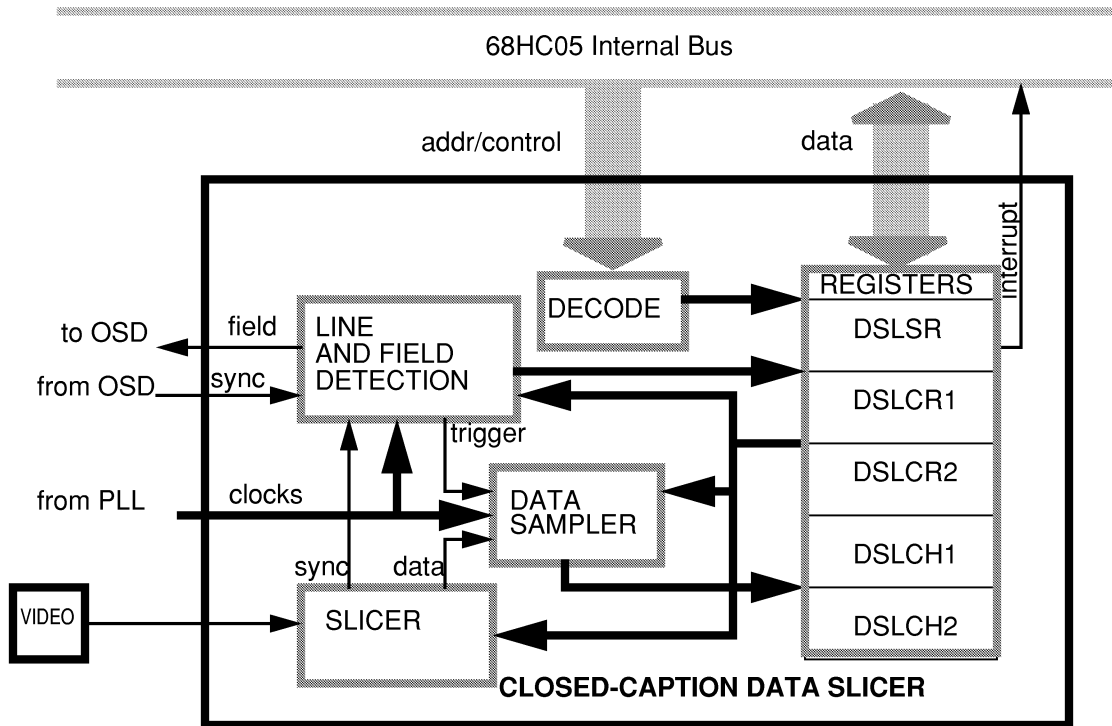 68HC05 Internal Bus
addr/control
data
interrupt
REGISTERS
DECODE
DSLSR
to OSD
field
LINE
AND FIELD
DETECTION
from OSD
sync
DSLCR1
trigger
DSLCR2
from PLL
clocks
DATA
SAMPLER
DSLCH1
sync
data
VIDEO
SLICER
DSLCH2
CLOSED-CAPTION DATA SLICER